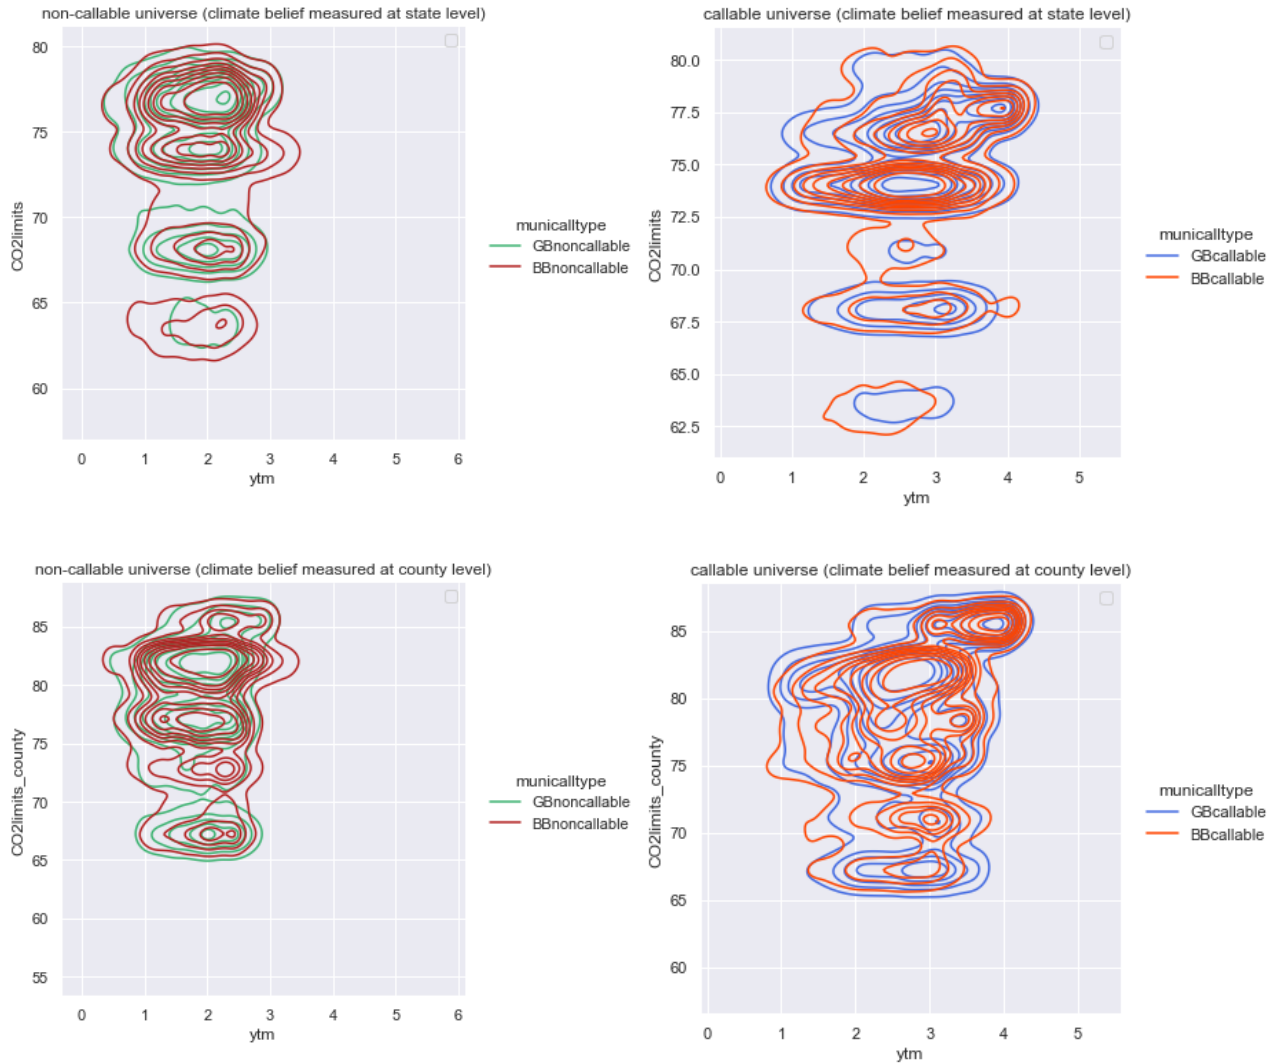 non-callable universe (climate belief measured at state level)
80
75
70
65
60
CO2limits
0 1 2 3 4 5 6
ytm
municalltype
GBnoncallable
BBnoncallable
callable universe (climate belief measured at state level)
80.0
77.5
75.0
72.5
70.0
67.5
65.0
62.5
CO2limits
0 1 2 3 4 5
ytm
municalltype
GBcallable
BBcallable
non-callable universe (climate belief measured at county level)
85
80
75
70
65
60
55
CO2limits_county
0 1 2 3 4 5 6
ytm
municalltype
GBnoncallable
BBnoncallable
callable universe (climate belief measured at county level)
85
80
75
70
65
60
CO2limits_county
0 1 2 3 4 5
ytm
municalltype
GBcallable
BBcallable